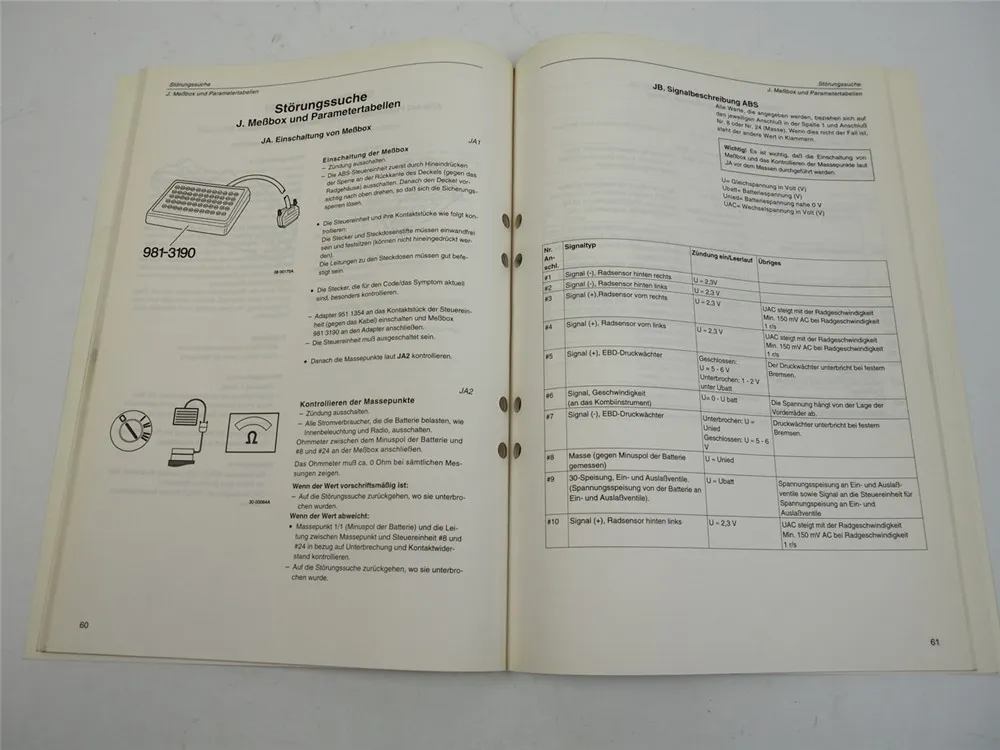 Störungssuche
J. Meßbox und Parametertabellen
Störungssuche
J. Meßbox und Parametertabellen
JA. Einschaltung von Meßbox
JA1
981-3190
Einschaltung der Meßbox
– Zündung ausschalten.
– Die ABS-Steuereinheit zuerst durch Hineindrücken
der Sperre an der Rückkante des Deckels (gegen das
Radgehäuse) ausschalten. Danach den Deckel vor-
sichtig nach oben drehen, so daß sich die Sicherungs-
sperren lösen.
• Die Steuereinheit und ihre Kontaktstücke wie folgt kon-
trollieren:
Die Stecker und Steckdosenstifte müssen einwandfrei
sein und festsitzen (können nicht hineingedrückt wer-
den).
Die Leitungen zu den Steckdosen müssen gut befe-
stigt sein.
• Die Stecker, die für den Code/das Symptom aktuell
sind, besonders kontrollieren.
– Adapter 951 1354 an das Kontaktstück der Steuerein-
heit (gegen das Kabel) einschalten und Meßbox
981 3190 an den Adapter anschließen.
– Die Steuereinheit muß ausgeschaltet sein.
• Danach die Massepunkte laut JA2 kontrollieren.
JA2
Kontrollieren der Massepunkte
– Zündung ausschalten.
– Alle Stromverbraucher, die die Batterie belasten, wie
Innenbeleuchtung und Radio, ausschalten.
Ohmmeter zwischen dem Minuspol der Batterie und
#8 und #24 an der Meßbox anschließen.
Das Ohmmeter muß ca. 0 Ohm bei sämtlichen Mes-
sungen zeigen.
Wenn der Wert vorschriftsmäßig ist:
– Auf die Störungssuche zurückgehen, wo sie unterbro-
chen wurden.
Wenn der Wert abweicht:
• Massepunkt 1/1 (Minuspol der Batterie) und die Lei-
tung zwischen Massepunkt und Steuereinheit #8 und
#24 in bezug auf Unterbrechung und Kontaktwider-
stand kontrollieren.
– Auf die Störungssuche zurückgehen, wo sie unterbro-
chen wurde.
Ω
60
Störungssuche
J. Meßbox und Parametertabellen
JB. Signalbeschreibung ABS
Alle Werte, die angegeben werden, beziehen sich auf
den jeweiligen Anschluß in der Spalte 1 und Anschluß
Nr. 8 oder Nr. 24 (Masse). Wenn dies nicht der Fall ist,
steht der andere Wert in Klammern.
Wichtig! Es ist wichtig, daß die Einschaltung von
Meßbox und das Kontrollieren der Massepunkte laut
JA vor dem Messen durchgeführt werden.
U= Gleichspannung in Volt (V)
Ubatt= Batteriespannung (V)
Unied= Batteriespannung nahe 0 V
UAC= Wechselspannung in Volt (V)
Nr. An- schl. Signaltyp Zündung ein/Leerlauf Übriges
#1 Signal (-), Radsensor hinten rechts U = 2,3V
#2 Signal (-), Radsensor hinten links U = 2,3 V
#3 Signal (+),Radsensor vorn rechts U = 2,3 V UAC steigt mit der Radgeschwindigkeit
Min. 150 mV AC bei Radgeschwindigkeit
1 r/s
#4 Signal (+), Radsensor vorn links U = 2,3 V UAC steigt mit der Radgeschwindigkeit
Min. 150 mV AC bei Radgeschwindigkeit
1 r/s
#5 Signal (+), EBD-Druckwächter Geschlossen: Der Druckwächter unterbricht bei festem
U = 5 - 6 V Bremsen.
Unterbrochen: 1 - 2 V
unter Ubatt
#6 Signal, Geschwindigkeit U= 0 - U batt Die Spannung hängt von der Lage der
(an das Kombiinstrument) Vorderräder ab.
#7 Signal (-), EBD-Druckwächter Unterbrochen: U = Druckwächter unterbricht bei festem
Unied Bremsen.
Geschlossen: U = 5 - 6
V
#8 Masse (gegen Minuspol der Batterie U = Unied
gemessen)
#9 30-Speisung, Ein- und Auslaßventile. U = Ubatt Spannungsspeisung an Ein- und Auslaß-
(Spannungsspeisung von der Batterie an ventile sowie Signal an die Steuereinheit für
Ein- und Auslaßventile). Spannungsspeisung an Ein- und
Auslaßventile
#10 Signal (+), Radsensor hinten links U = 2,3 V UAC steigt mit der Radgeschwindigkeit
Min. 150 mV AC bei Radgeschwindigkeit
1 r/s
61